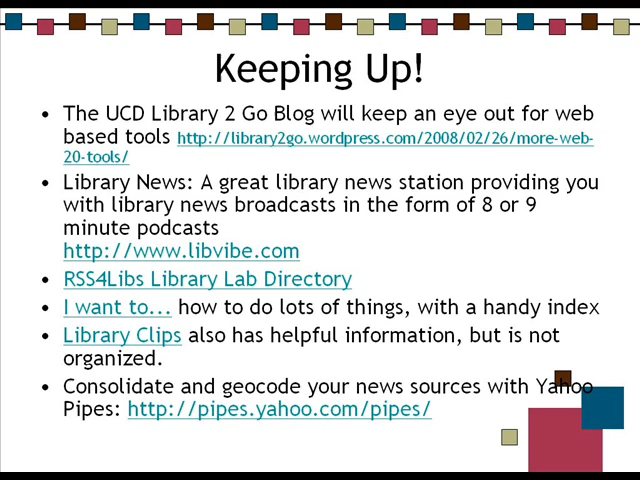 Keeping Up!
• The UCD Library 2 Go Blog will keep an eye out for web
based tools http://library2go.wordpress.com/2008/02/26/more-web-
20-tools/
• Library News: A great library news station providing you
with library news broadcasts in the form of 8 or 9
minute podcasts
http://www.libvibe.com
• RSS4Libs Library Lab Directory
• I want to... how to do lots of things, with a handy index
• Library Clips also has helpful information, but is not
organized.
• Consolidate and geocode your news sources with Yahoo
Pipes: http://pipes.yahoo.com/pipes/